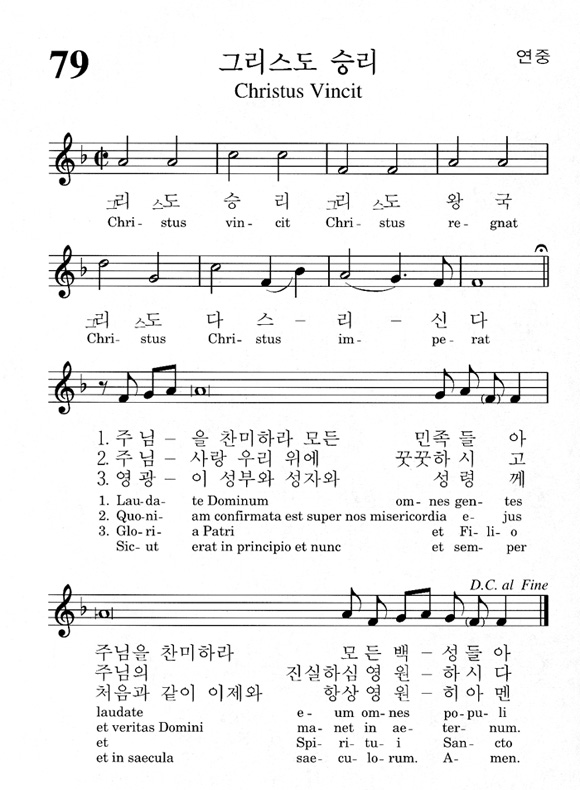 79
그리스도 승리
연중
Christus Vincit
그리 스도 승 리 그리 스도 왕 국
Chri - stus vin - cit Chri - stus re - gnat
그리 스도 다 스 – 리 – 신 다
Chri - stus Chri - stus im - pe - rat
1. 주 님 – 을 찬미하라 모든 민족 들 아
2. 주 님 – 사랑 우리 위에 꿋꿋하 시 고
3. 영 광 – 이 성부와 성자와 성 령 께
1. Lau - da - te Dominum om - nes gen - tes
2. Quo - ni - am confirmata est super nos misericordia e - jus
3. Glo - ri - a Patri et Fi - li - o
Sic - ut erat in principio et nunc et sem - per
D.C. al Fine
주님을 찬미하라 모든 백 – 성들아
주님의 진실하심 영 원 – 하시다
처음과 같이 이제와 항상 영 원 – 히아멘
laudate e - um om - nes po - pu - li
et veritas Domini ma - net in ae - ter - num.
et Spi - ri - tu - i San - cto
et in saecula sae - cu - lo - rum. A - men.